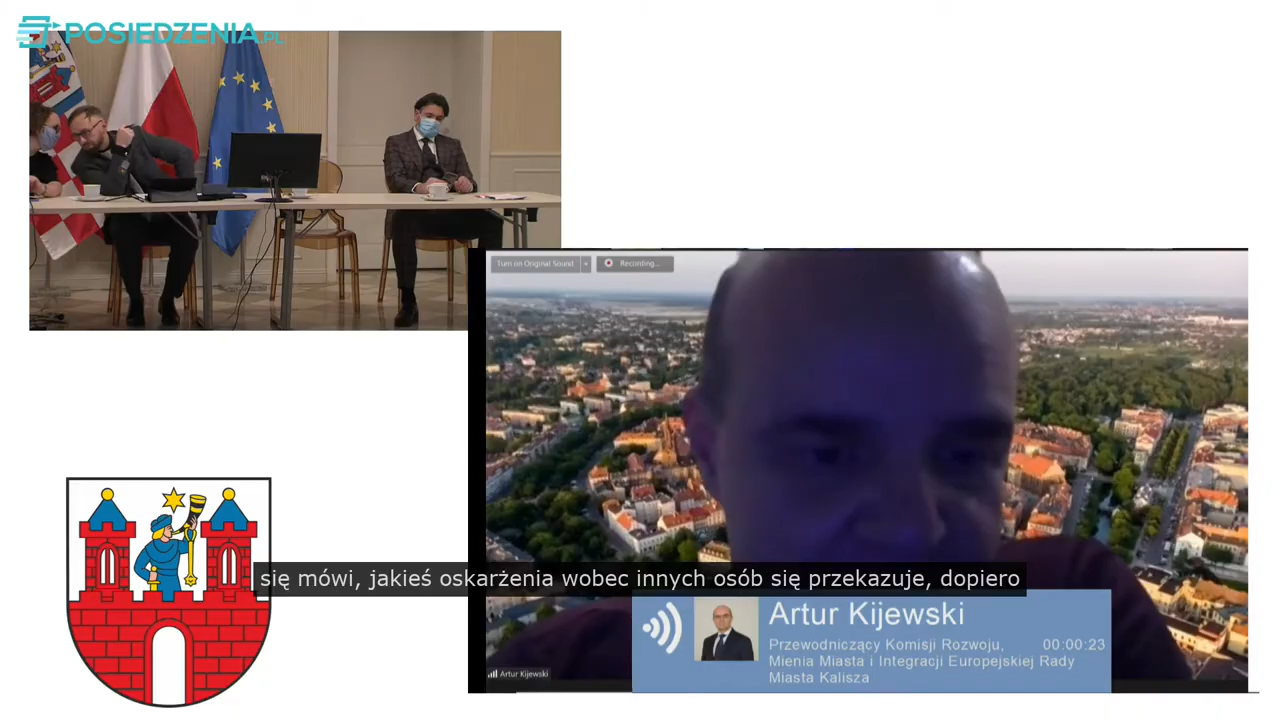 POSIEDZENIA.PL
Turn on Original Sound
Recording...
się mówi, jakieś oskarżenia wobec innych osób się przekazuje, dopiero
Artur Kijewski
Przewodniczący Komisji Rozwoju, 00:00:23
Mienia Miasta i Integracji Europejskiej Rady
Miasta Kalisza
Artur Kijewski